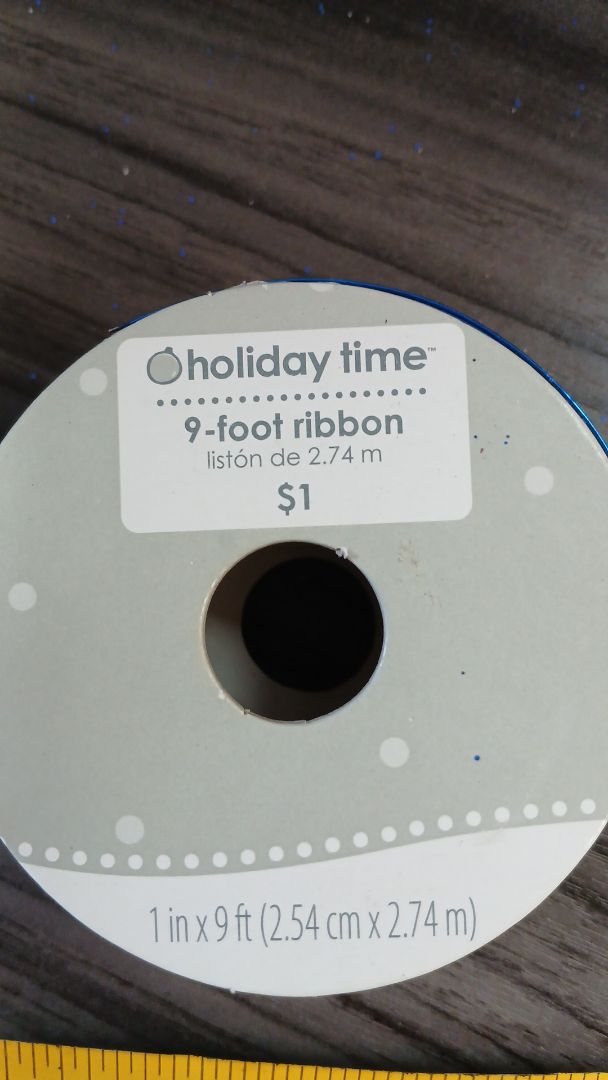 holiday time™
9-foot ribbon
listón de 2.74 m
$1
1 in x 9 ft (2.54 cm x 2.74 m)